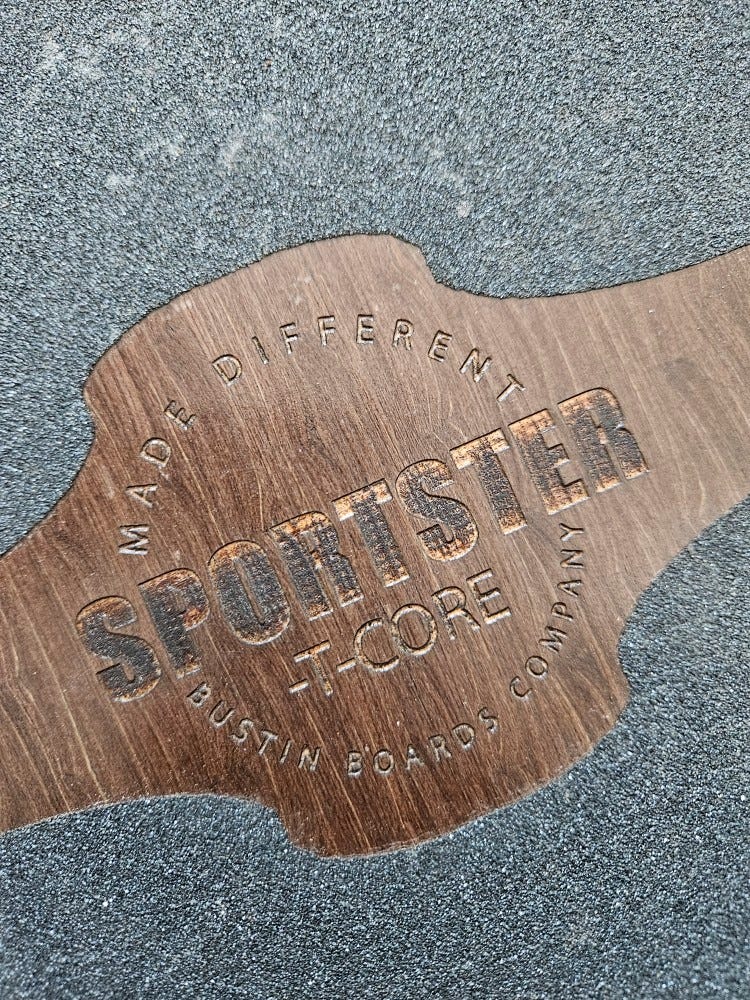 MADE DIFFERENT
SPORTSTER
-T-CORE
BUSTIN BOARDS COMPANY